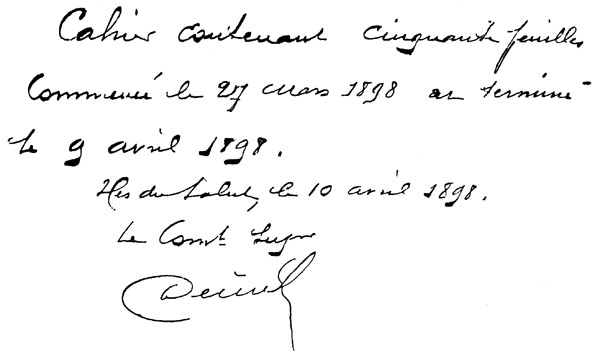 Cahier contenant cinquante feuilles
Commencé le 27 mars 1898 et terminé
le 9 avril 1898.
Iles du Salut, le 10 avril 1898.
Le Comt Supr
Deniel